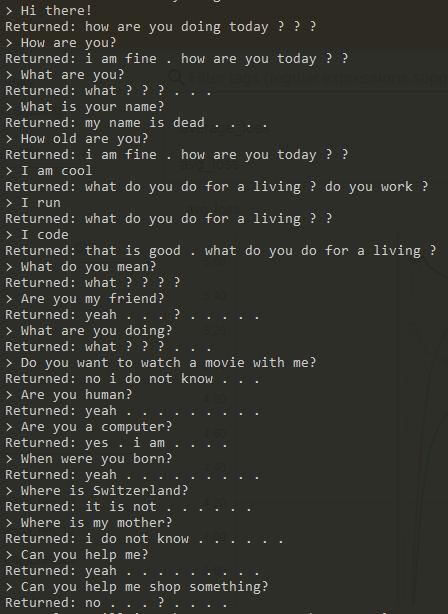 > Hi there!
Returned: how are you doing today ? ? ?
> How are you?
Returned: i am fine . how are you today ? ?
> What are you?
Returned: what ? ? ? . . .
> What is your name?
Returned: my name is dead . . . .
> How old are you?
Returned: i am fine . how are you today ? ?
> I am cool
Returned: what do you do for a living ? do you work ?
> I run
Returned: what do you do for a living ? ?
> I code
Returned: that is good . what do you do for a living ?
> What do you mean?
Returned: what ? ? ? ?
> Are you my friend?
Returned: yeah . . . ? . . . . .
> What are you doing?
Returned: what ? ? ? . . .
> Do you want to watch a movie with me?
Returned: no i do not know . . .
> Are you human?
Returned: yeah . . . . . . . . .
> Are you a computer?
Returned: yes . i am . . . .
> When were you born?
Returned: yeah . . . . . . . . .
> Where is Switzerland?
Returned: it is not . . . . . .
> Where is my mother?
Returned: i do not know . . . . . .
> Can you help me?
Returned: yeah . . . . . . . . .
> Can you help me shop something?
Returned: no . . . ? . . . .